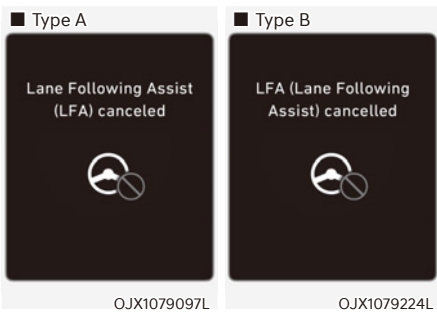 ■ Type A
Lane Following Assist
(LFA) canceled
OJX1079097L
■ Type B
LFA (Lane Following
Assist) cancelled
OJX1079224L